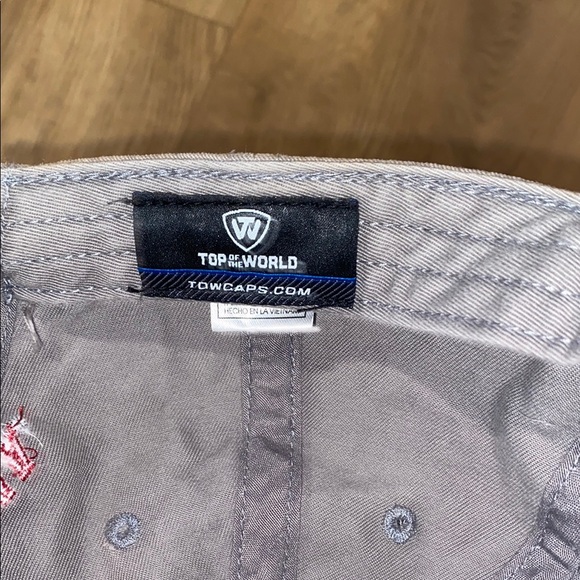 TOP OF THE WORLD
TOWCAPS.COM
HECHO EN LA VIETNAM